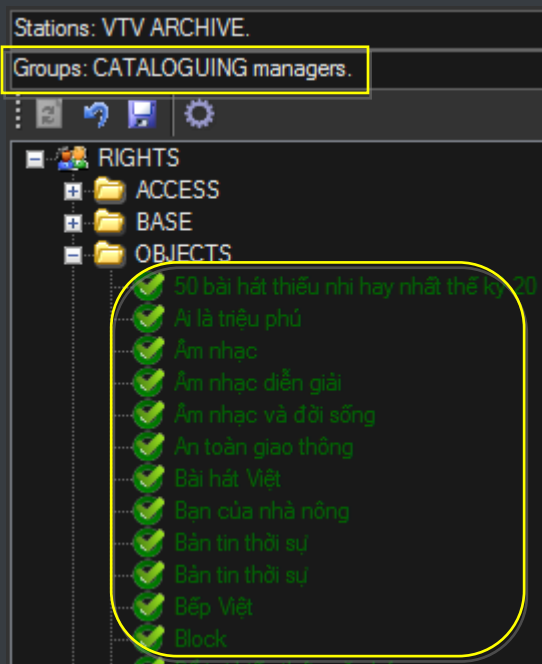 Stations: VTV ARCHIVE.
Groups: CATALOGUING managers.
RIGHTS
ACCESS
BASE
OBJECTS
50 bài hát thiếu nhi hay nhất thế kỷ 20
Ai là triệu phú
Âm nhạc
Âm nhạc diễn giải
Âm nhạc và đời sống
An toàn giao thông
Bài hát Việt
Bạn của nhà nông
Bản tin thời sự
Bản tin thời sự
Bếp Việt
Block